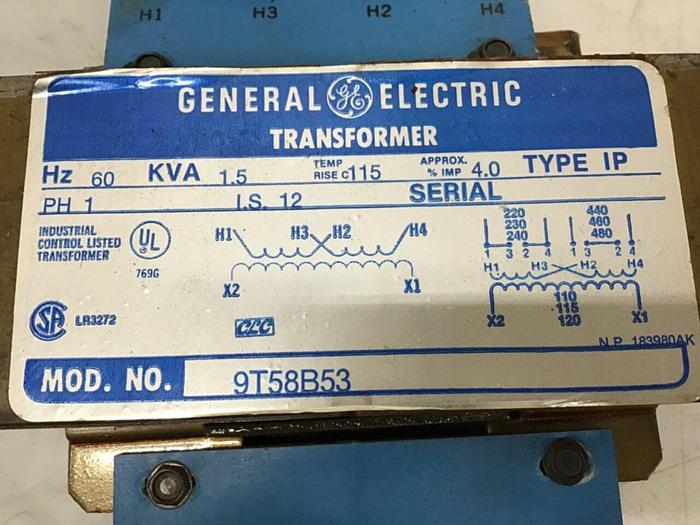 H1 H3 H2 H4
GENERAL GE ELECTRIC
TRANSFORMER
Hz 60 KVA 1.5 TEMP RISE C 115 APPROX. % IMP 4.0 TYPE IP
PH 1 I.S. 12 SERIAL
INDUSTRIAL
CONTROL LISTED
TRANSFORMER
UL
769G
H1 H3 H2 H4
X2 X1
220
230
240
1 3 2 4
440
460
480
1 3 2 4
H1 H3 H2 H4
110
115
120
X2 X1
SA LR3272
CLC
N.P. 183980AK
MOD. NO. 9T58B53